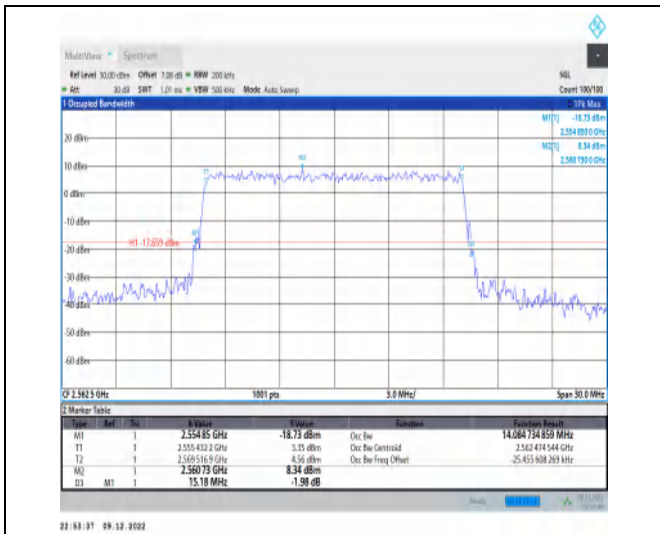 MultiView Spectrum
Ref Level 30.00 dBm Offset 7.08 dB RBW 200 kHz SGL
Att 30 dB SWT 1.01 ms VBW 500 kHz Mode Auto Sweep Count 100/100
1 Occupied Bandwidth 1Pk Max
M1[1] -18.73 dBm
2.554 850 0 GHz
20 dBm
M2[1] 8.34 dBm
2.560 730 0 GHz
M2
10 dBm
T1
0 dBm
-10 dBm
H1 -17.659 dBm
-20 dBm
-30 dBm
-40 dBm
-50 dBm
-60 dBm
CF 2.562 5 GHz 1001 pts 3.0 MHz/ Span 30.0 MHz
2 Marker Table
Type Ref Trc X-Value Y-Value Function Function Result
M1 1 2.554 85 GHz -18.73 dBm Occ Bw 14.084 734 859 MHz
T1 1 2.555 432 2 GHz 3.35 dBm Occ Bw Centroid 2.562 474 544 GHz
T2 1 2.569 516 9 GHz 4.56 dBm Occ Bw Freq Offset -25.455 608 269 kHz
M2 1 2.560 73 GHz 8.34 dBm
D3 M1 1 15.18 MHz -1.98 dB
Ready
22:53:37 09.12.2022